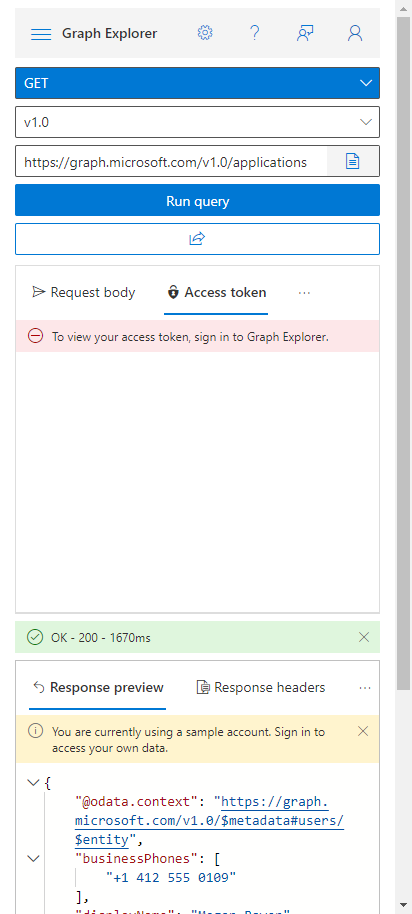 Graph Explorer
GET
v1.0
https://graph.microsoft.com/v1.0/applications
Run query
Request body Access token ...
To view your access token, sign in to Graph Explorer.
OK - 200 - 1670ms
Response preview Response headers ...
You are currently using a sample account. Sign in to
access your own data.
{
"@odata.context": "https://graph.
microsoft.com/v1.0/$metadata#users/
$entity",
"businessPhones": [
"+1 412 555 0109"
],
"displayName": "Megan Bowen",